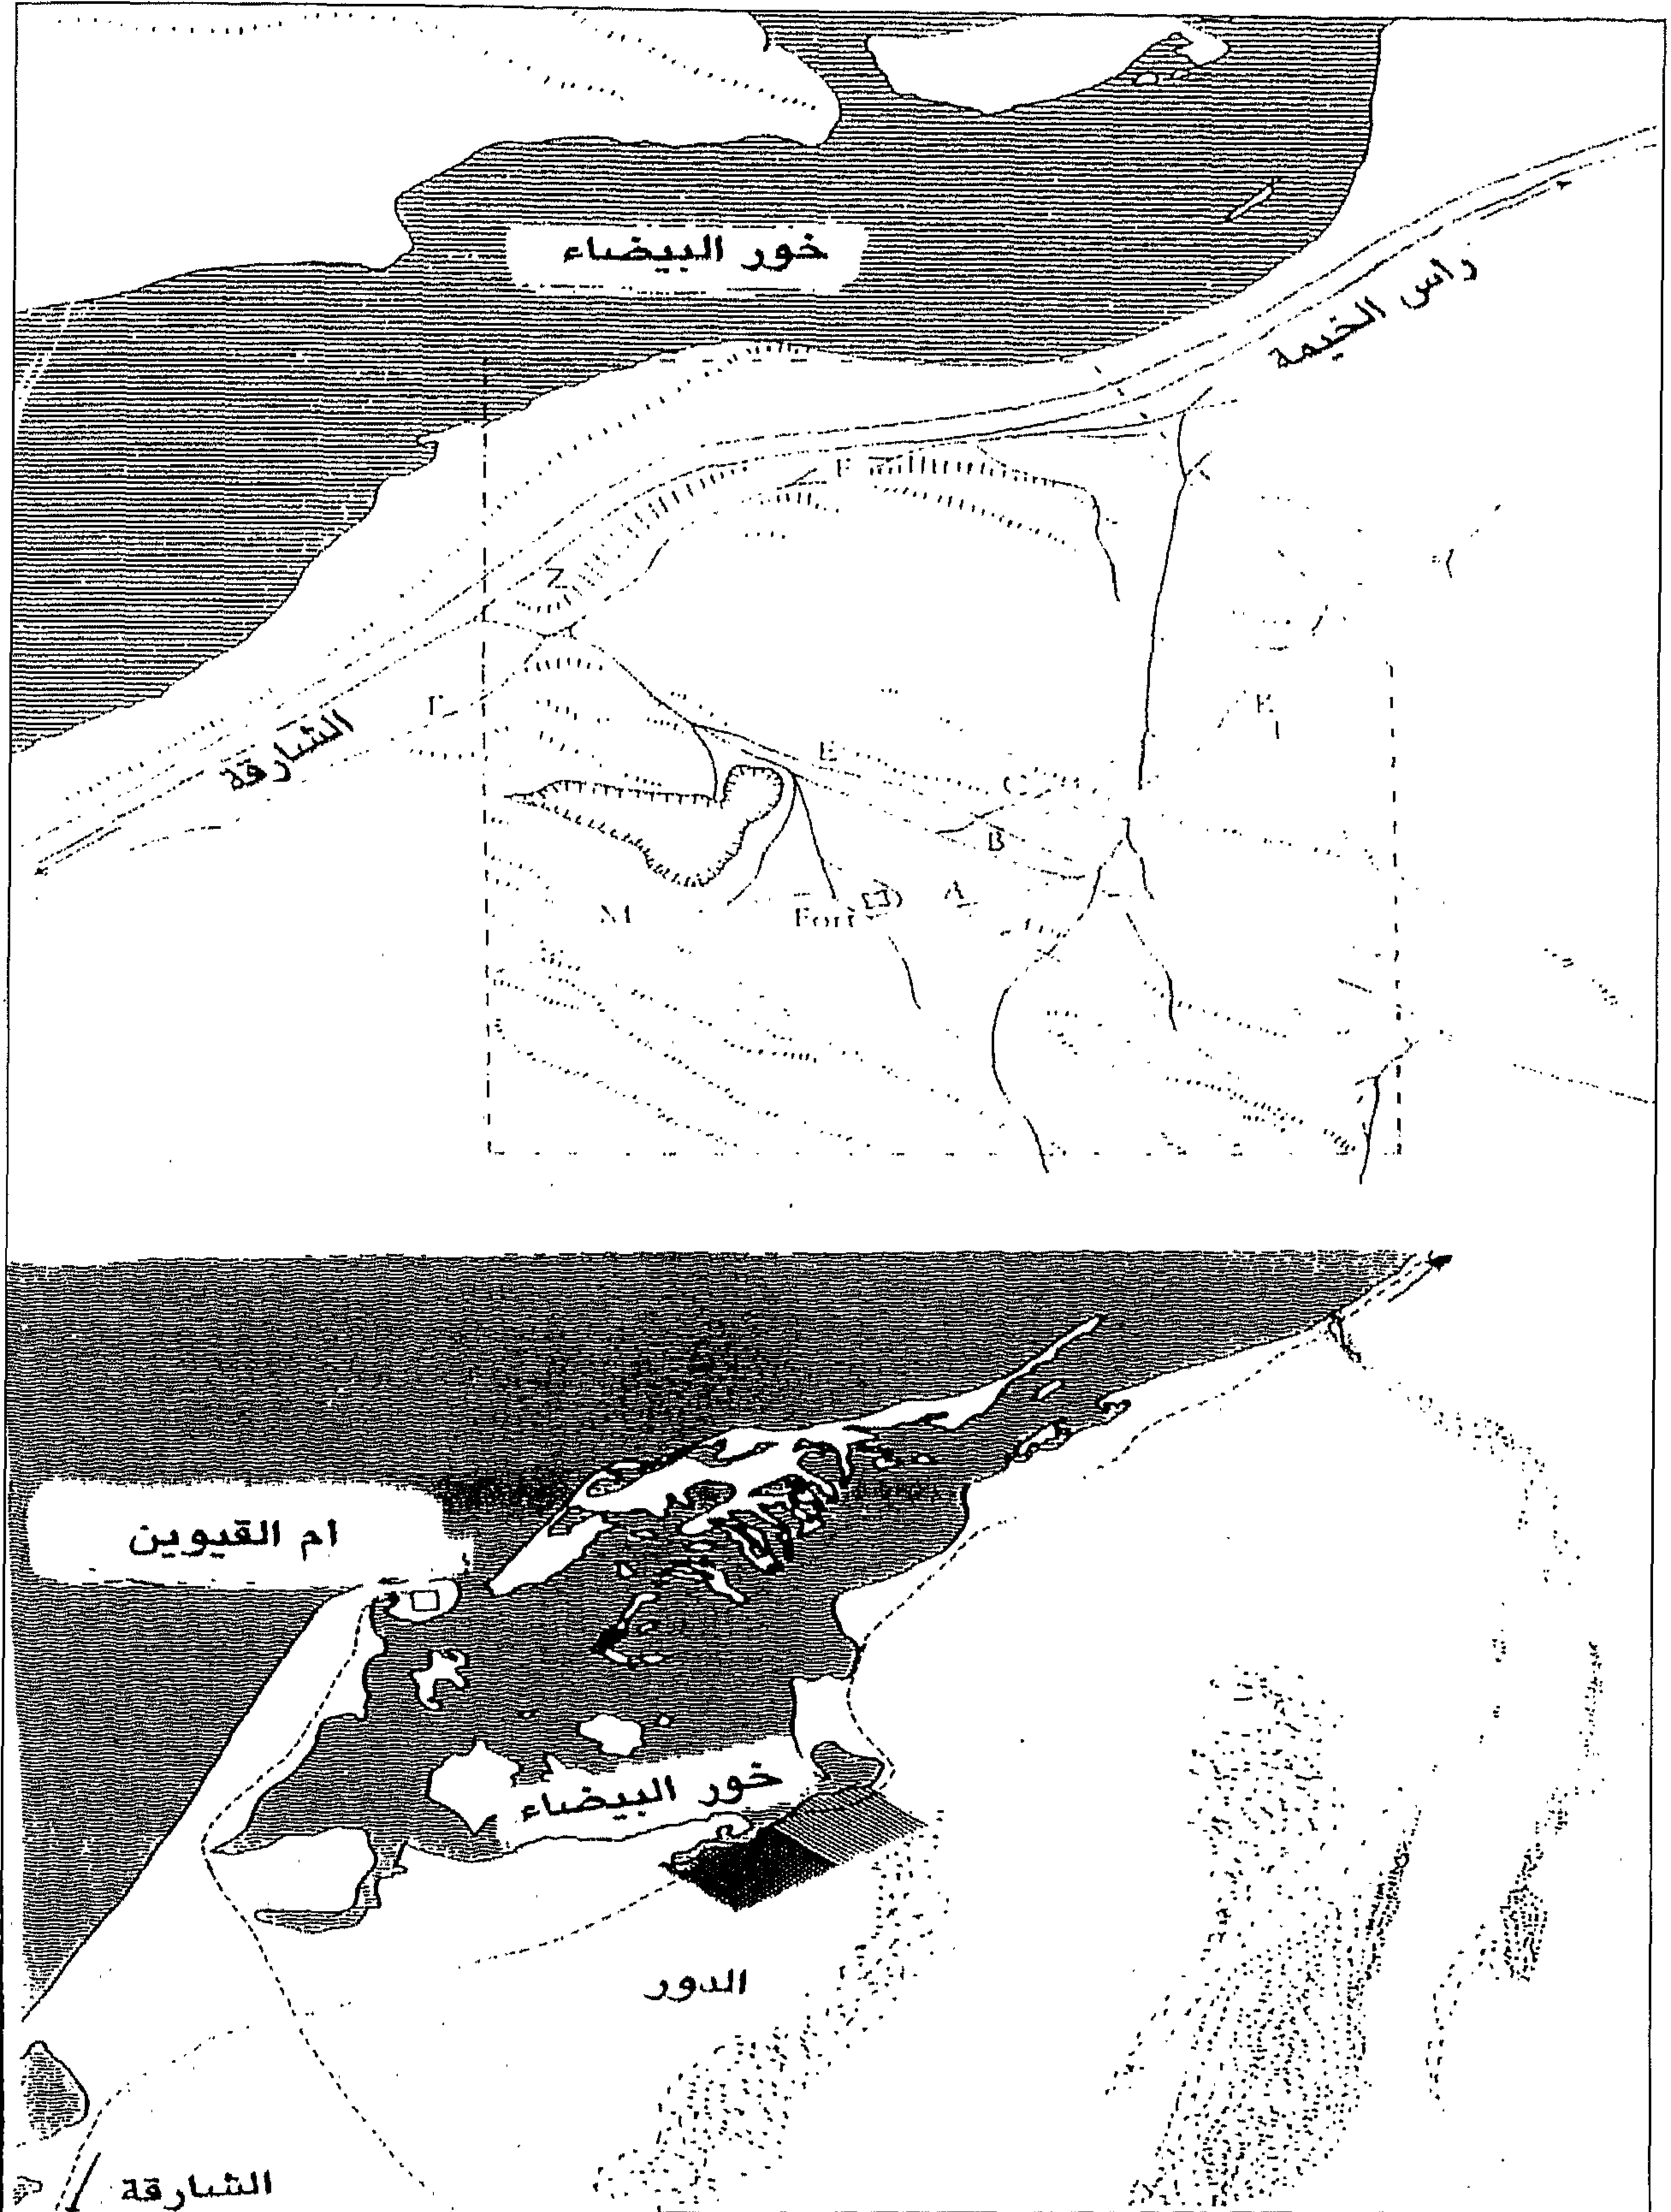 خور البيضاء
راس الخيمة
F
Z
E
الشارقة
E
C
B
A
M
Fort
ام القيوين
خور البيضاء
الدور
الشارقة